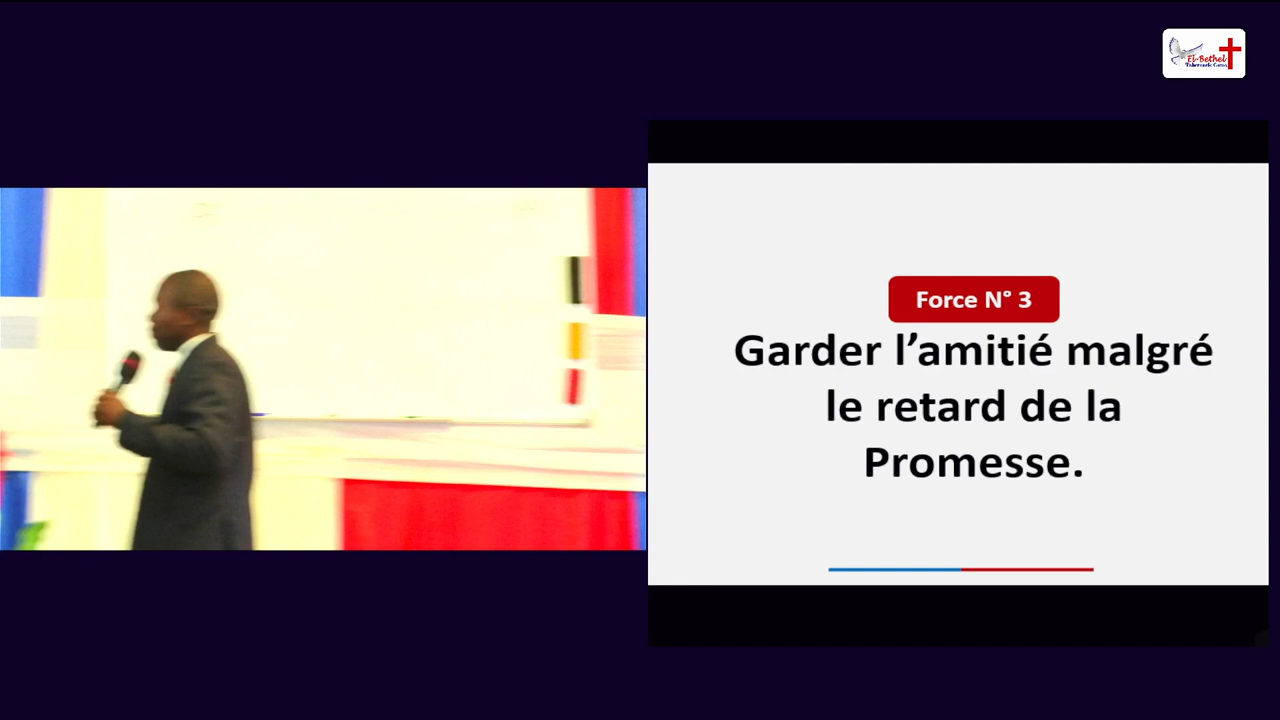 El-Bethel
Force N° 3
Garder l’amitié malgré
le retard de la
Promesse.